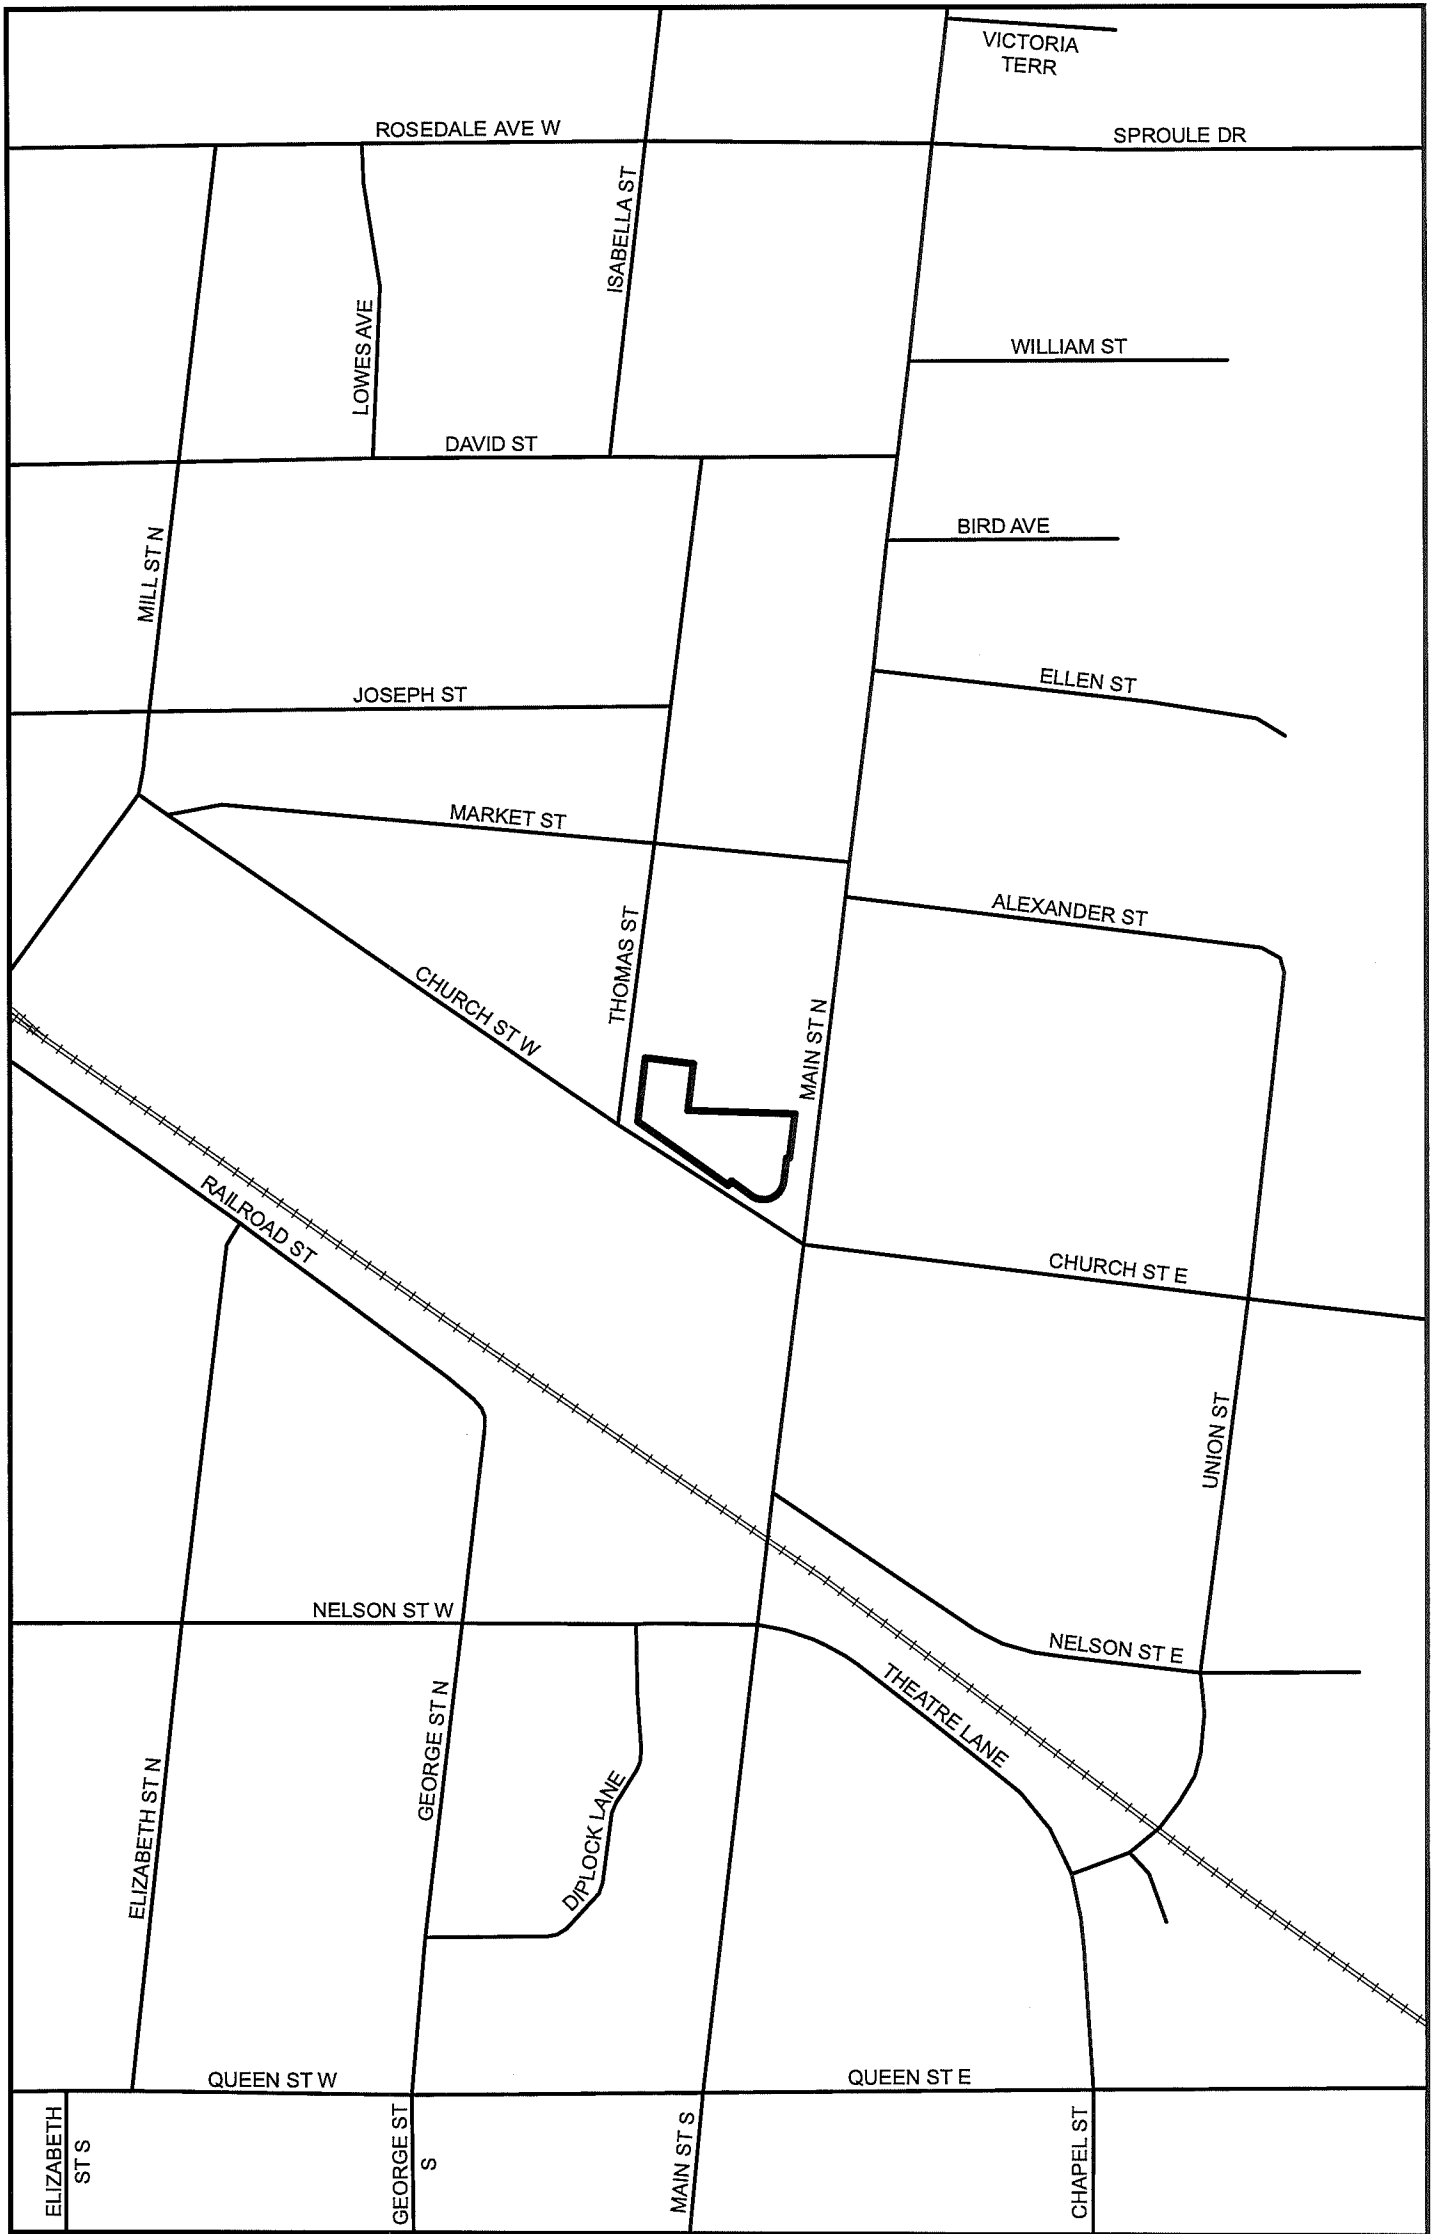 VICTORIA
TERR
ROSEDALE AVE W
SPROULE DR
ISABELLA ST
LOWES AVE
WILLIAM ST
DAVID ST
BIRD AVE
MILL ST N
ELLEN ST
JOSEPH ST
MARKET ST
ALEXANDER ST
THOMAS ST
CHURCH ST W
MAIN ST N
RAILROAD ST
CHURCH ST E
UNION ST
NELSON ST W
NELSON ST E
THEATRE LANE
GEORGE ST N
DIPLOCK LANE
ELIZABETH ST N
QUEEN ST W
QUEEN ST E
ELIZABETH
ST S
GEORGE ST
S
MAIN ST S
CHAPEL ST